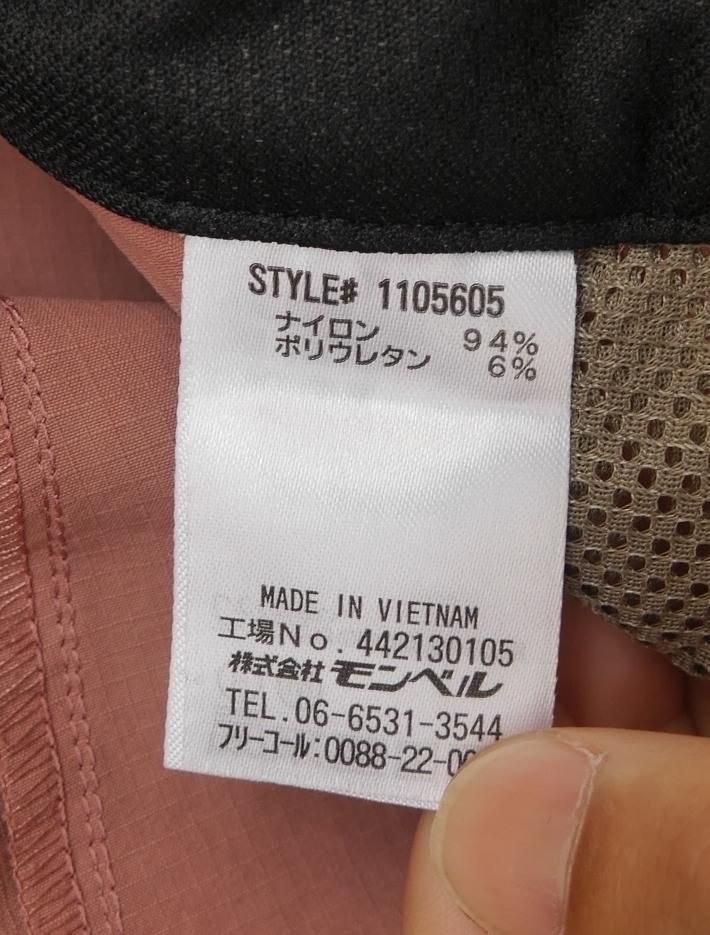 STYLE# 1105605
ナイロン 94%
ポリウレタン 6%
MADE IN VIETNAM
工場No. 442130105
株式会社 モンベル
TEL. 06-6531-3544
フリーコール:0088-22-0